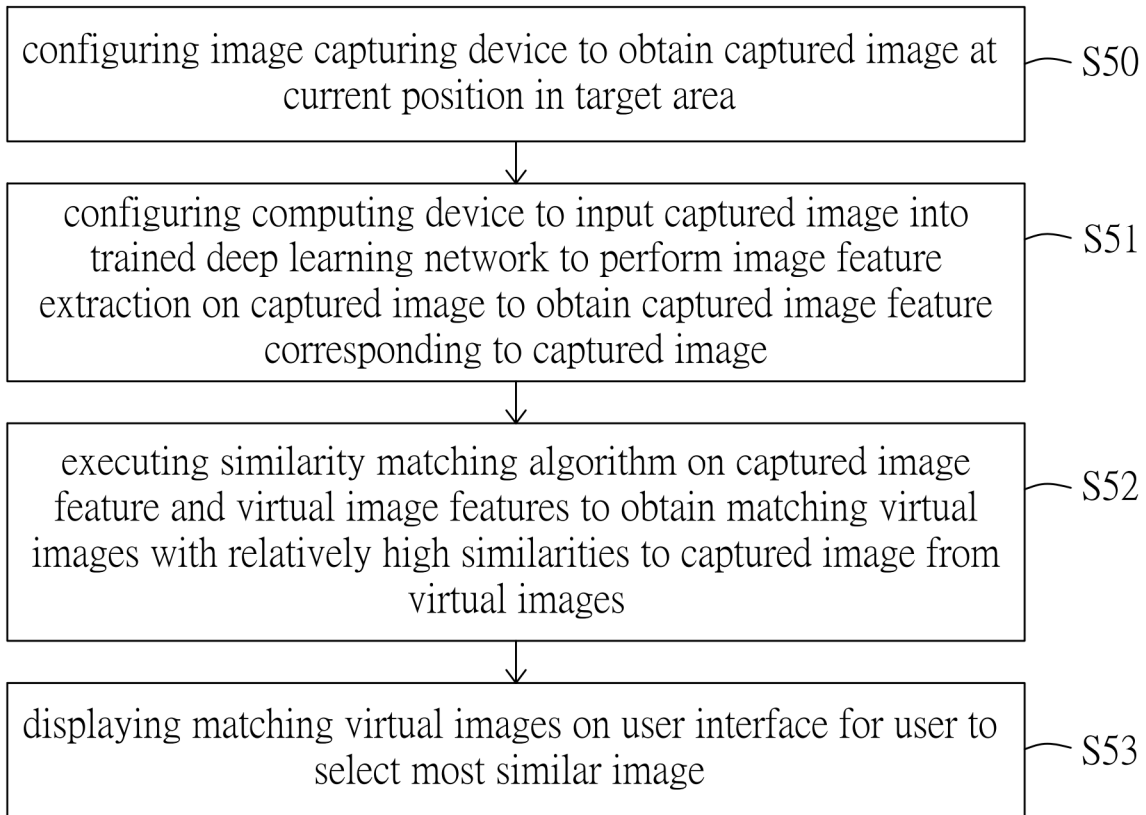 configuring image capturing device to obtain captured image at
current position in target area
S50
configuring computing device to input captured image into
trained deep learning network to perform image feature
extraction on captured image to obtain captured image feature
corresponding to captured image
S51
executing similarity matching algorithm on captured image
feature and virtual image features to obtain matching virtual
images with relatively high similarities to captured image from
virtual images
S52
displaying matching virtual images on user interface for user to
select most similar image
S53